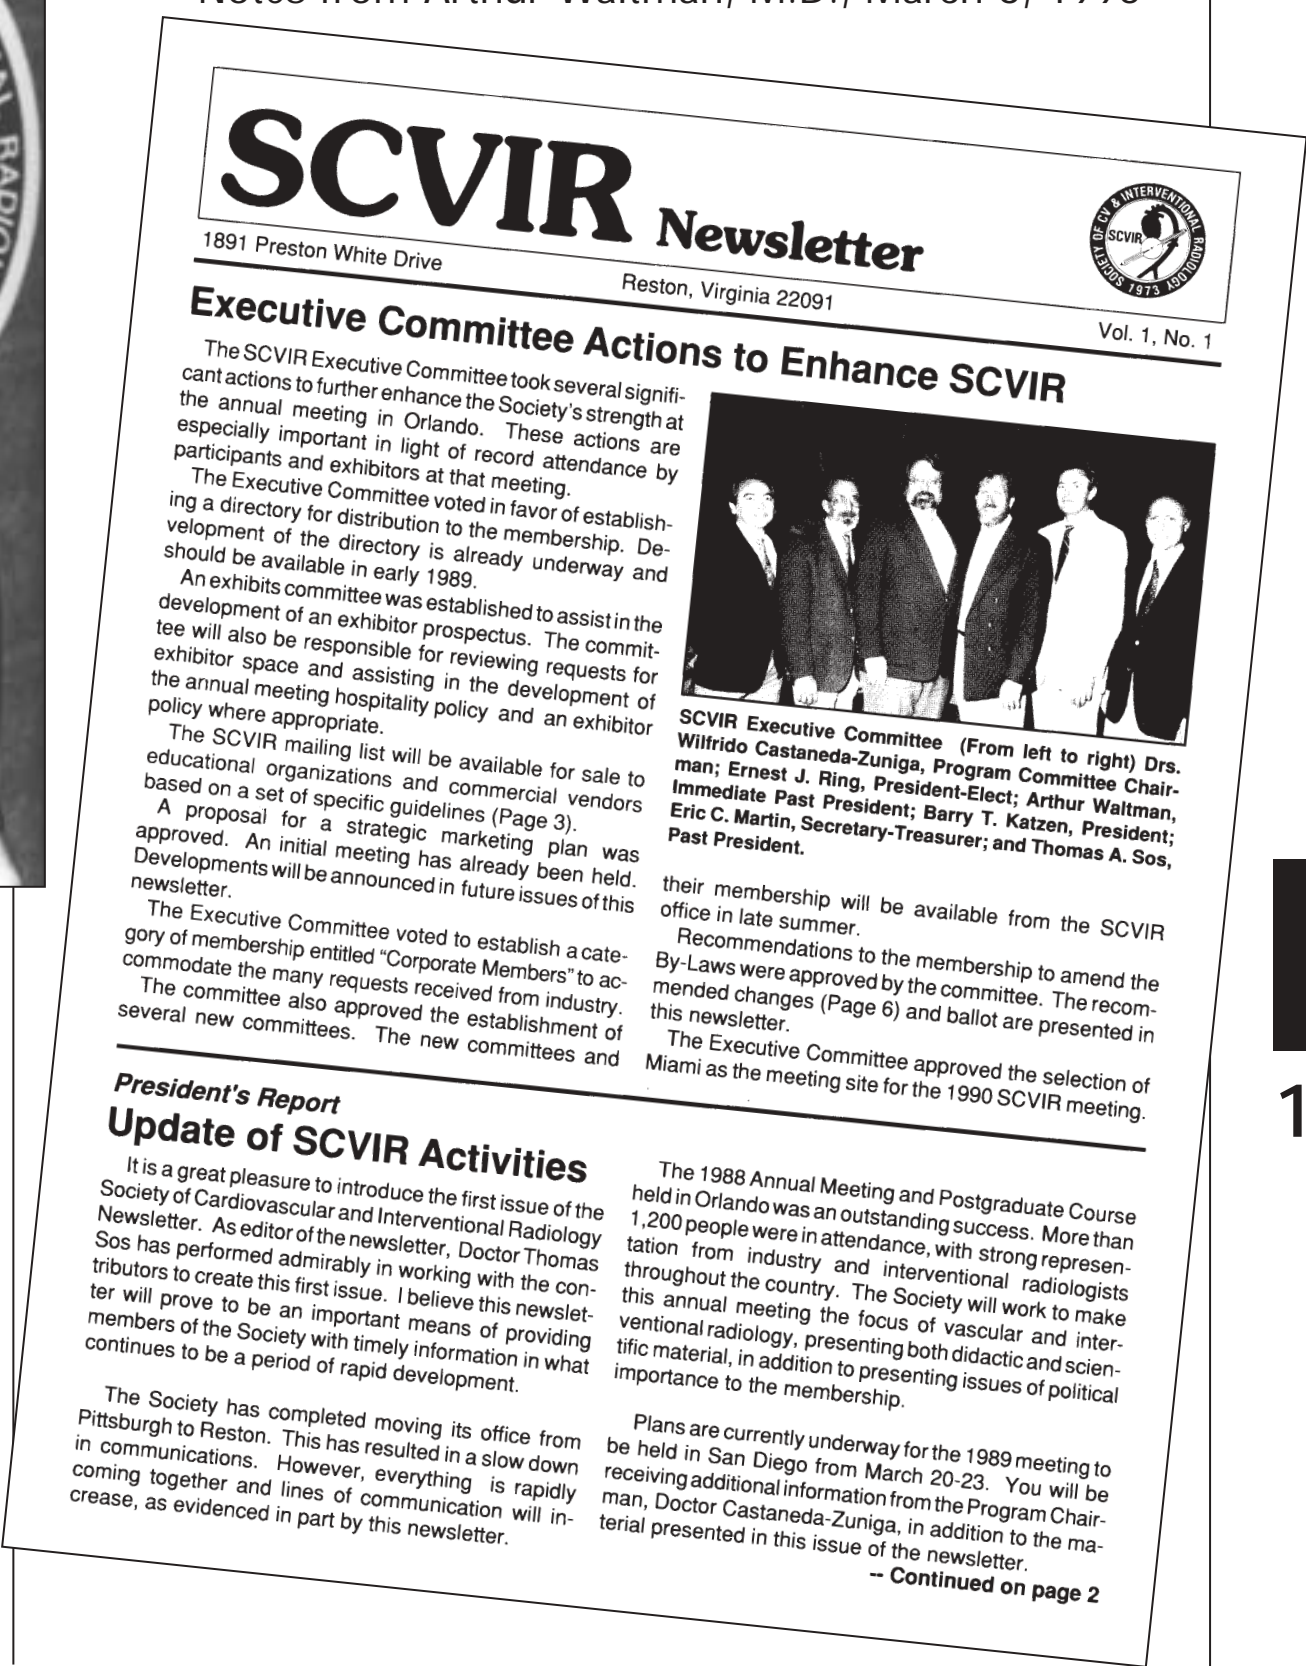 Notes from Arthur Waltman, M.D., March 8, 1998
SCVIR Newsletter
SOCIETY OF CV & INTERVENTIONAL RADIOLOGY
SCVIR
1973
1891 Preston White Drive
Reston, Virginia 22091
Vol. 1, No. 1
Executive Committee Actions to Enhance SCVIR
The SCVIR Executive Committee took several signifi-
cant actions to further enhance the Society's strength at
the annual meeting in Orlando. These actions are
especially important in light of record attendance by
participants and exhibitors at that meeting.
The Executive Committee voted in favor of establish-
ing a directory for distribution to the membership. De-
velopment of the directory is already underway and
should be available in early 1989.
An exhibits committee was established to assist in the
development of an exhibitor prospectus. The commit-
tee will also be responsible for reviewing requests for
exhibitor space and assisting in the development of
the annual meeting hospitality policy and an exhibitor
policy where appropriate.
The SCVIR mailing list will be available for sale to
educational organizations and commercial vendors
based on a set of specific guidelines (Page 3).
A proposal for a strategic marketing plan was
approved. An initial meeting has already been held.
Developments will be announced in future issues of this
newsletter.
The Executive Committee voted to establish a cate-
gory of membership entitled “Corporate Members” to ac-
commodate the many requests received from industry.
The committee also approved the establishment of
several new committees. The new committees and
SCVIR Executive Committee (From left to right) Drs.
Wilfrido Castaneda-Zuniga, Program Committee Chair-
man; Ernest J. Ring, President-Elect; Arthur Waltman,
Immediate Past President; Barry T. Katzen, President;
Eric C. Martin, Secretary-Treasurer; and Thomas A. Sos,
Past President.
their membership will be available from the SCVIR
office in late summer.
Recommendations to the membership to amend the
By-Laws were approved by the committee. The recom-
mended changes (Page 6) and ballot are presented in
this newsletter.
The Executive Committee approved the selection of
Miami as the meeting site for the 1990 SCVIR meeting.
President's Report
Update of SCVIR Activities
It is a great pleasure to introduce the first issue of the
Society of Cardiovascular and Interventional Radiology
Newsletter. As editor of the newsletter, Doctor Thomas
Sos has performed admirably in working with the con-
tributors to create this first issue. I believe this newslet-
ter will prove to be an important means of providing
members of the Society with timely information in what
continues to be a period of rapid development.
The Society has completed moving its office from
Pittsburgh to Reston. This has resulted in a slow down
in communications. However, everything is rapidly
coming together and lines of communication will in-
crease, as evidenced in part by this newsletter.
The 1988 Annual Meeting and Postgraduate Course
held in Orlando was an outstanding success. More than
1,200 people were in attendance, with strong represen-
tation from industry and interventional radiologists
throughout the country. The Society will work to make
this annual meeting the focus of vascular and inter-
ventional radiology, presenting both didactic and scien-
tific material, in addition to presenting issues of political
importance to the membership.
Plans are currently underway for the 1989 meeting to
be held in San Diego from March 20-23. You will be
receiving additional information from the Program Chair-
man, Doctor Castaneda-Zuniga, in addition to the ma-
terial presented in this issue of the newsletter.
-- Continued on page 2
1